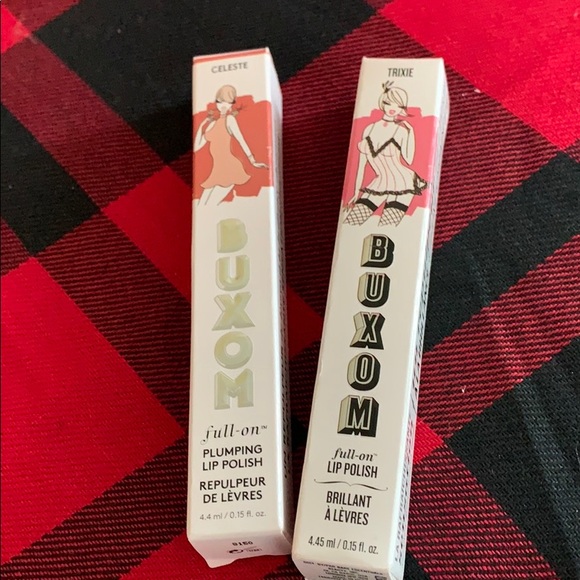 CELESTE
BUXOM
full-on™
PLUMPING
LIP POLISH
REPULPEUR
DE LÈVRES
4.4 ml / 0.15 fl. oz.
TRIXIE
BUXOM
full-on™
LIP POLISH
BRILLANT
À LÈVRES
4.45 ml / 0.15 fl. oz.